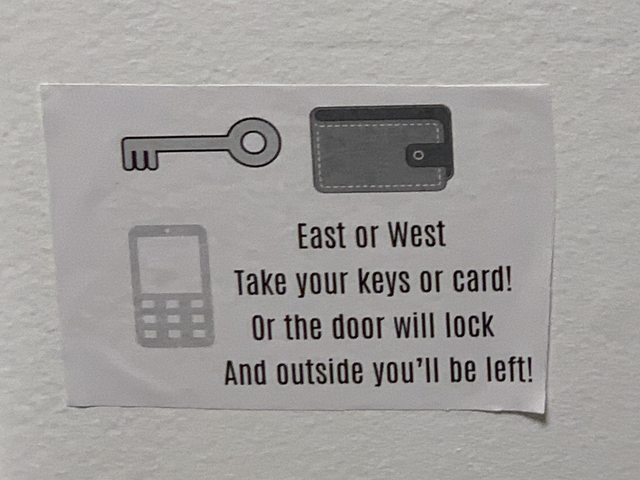 East or West
Take your keys or card!
Or the door will lock
And outside you'll be left!